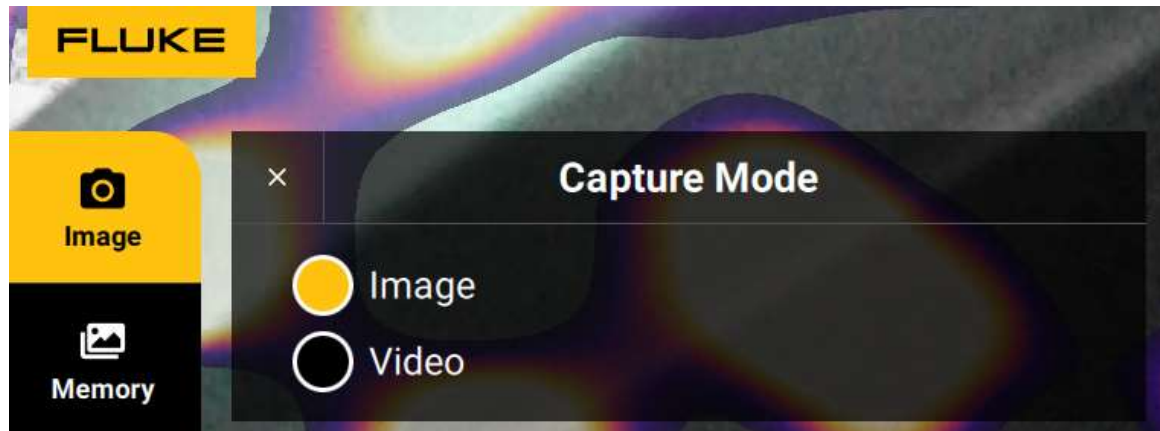 FLUKE
Image
Memory
× Capture Mode
Image
Video